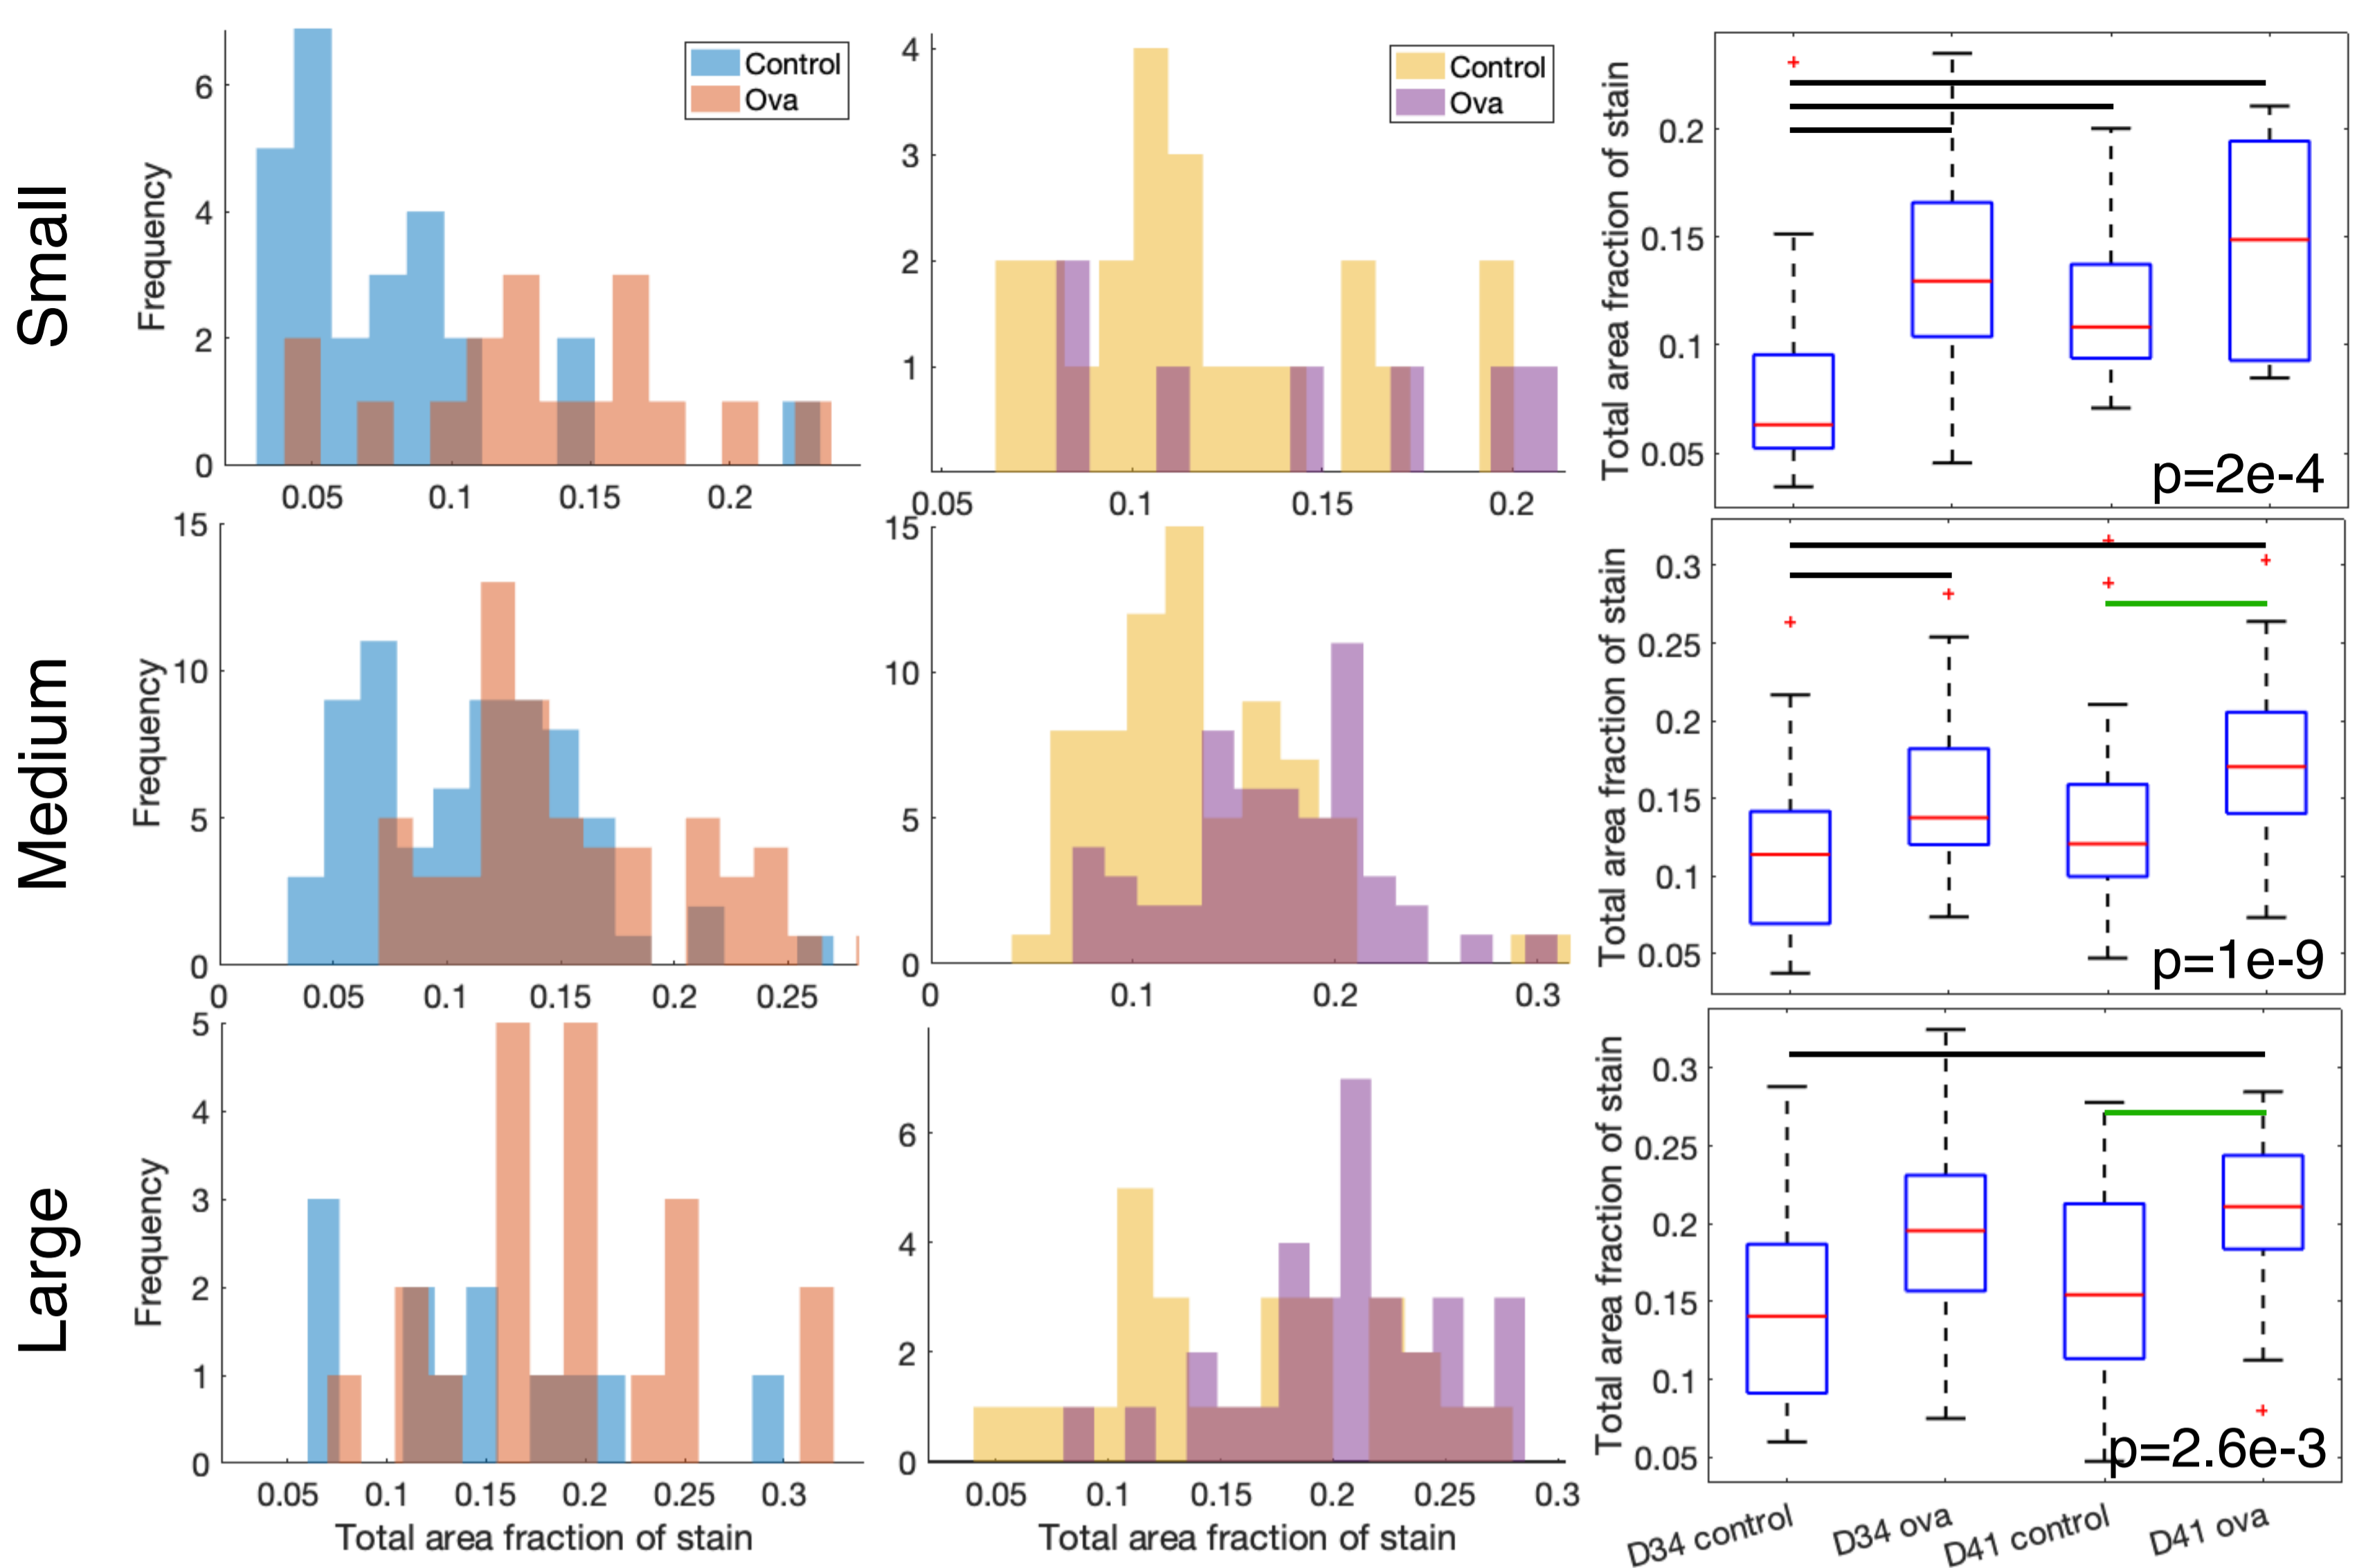 Small
Frequency
6
4
2
0
0.05 0.1 0.15 0.2
Control
Ova
4
3
2
1
0.05 0.1 0.15 0.2
Control
Ova
Total area fraction of stain
0.2
0.15
0.1
0.05
p=2e-4
Medium
Frequency
15
10
5
0
0 0.05 0.1 0.15 0.2 0.25
15
10
5
0
0 0.1 0.2 0.3
Total area fraction of stain
0.3
0.25
0.2
0.15
0.1
0.05
p=1e-9
Large
Frequency
5
4
3
2
1
0
0.05 0.1 0.15 0.2 0.25 0.3
Total area fraction of stain
6
4
2
0
0.05 0.1 0.15 0.2 0.25 0.3
Total area fraction of stain
Total area fraction of stain
0.3
0.25
0.2
0.15
0.1
0.05
p=2.6e-3
D34 control D34 ova D41 control D41 ova